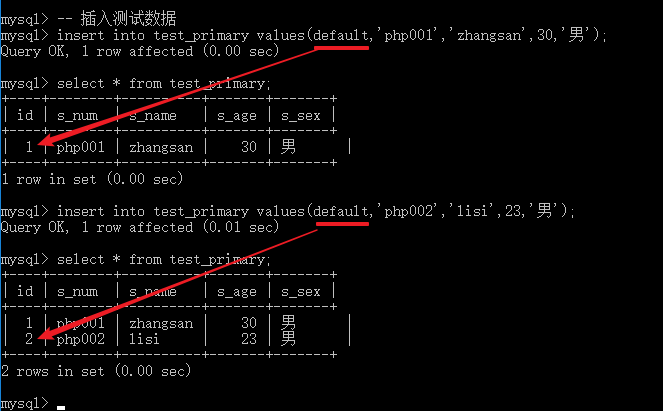 mysql> -- 插入测试数据
mysql> insert into test_primary values(default,'php001','zhangsan',30,'男');
Query OK, 1 row affected (0.00 sec)
mysql> select * from test_primary;
+----+--------+----------+-------+-------+
| id | s_num  | s_name   | s_age | s_sex |
+----+--------+----------+-------+-------+
|  1 | php001 | zhangsan |    30 | 男      |
+----+--------+----------+-------+-------+
1 row in set (0.00 sec)
mysql> insert into test_primary values(default,'php002','lisi',23,'男');
Query OK, 1 row affected (0.01 sec)
mysql> select * from test_primary;
+----+--------+----------+-------+-------+
| id | s_num  | s_name   | s_age | s_sex |
+----+--------+----------+-------+-------+
|  1 | php001 | zhangsan |    30 | 男      |
|  2 | php002 | lisi     |    23 | 男      |
+----+--------+----------+-------+-------+
2 rows in set (0.00 sec)
mysql> _